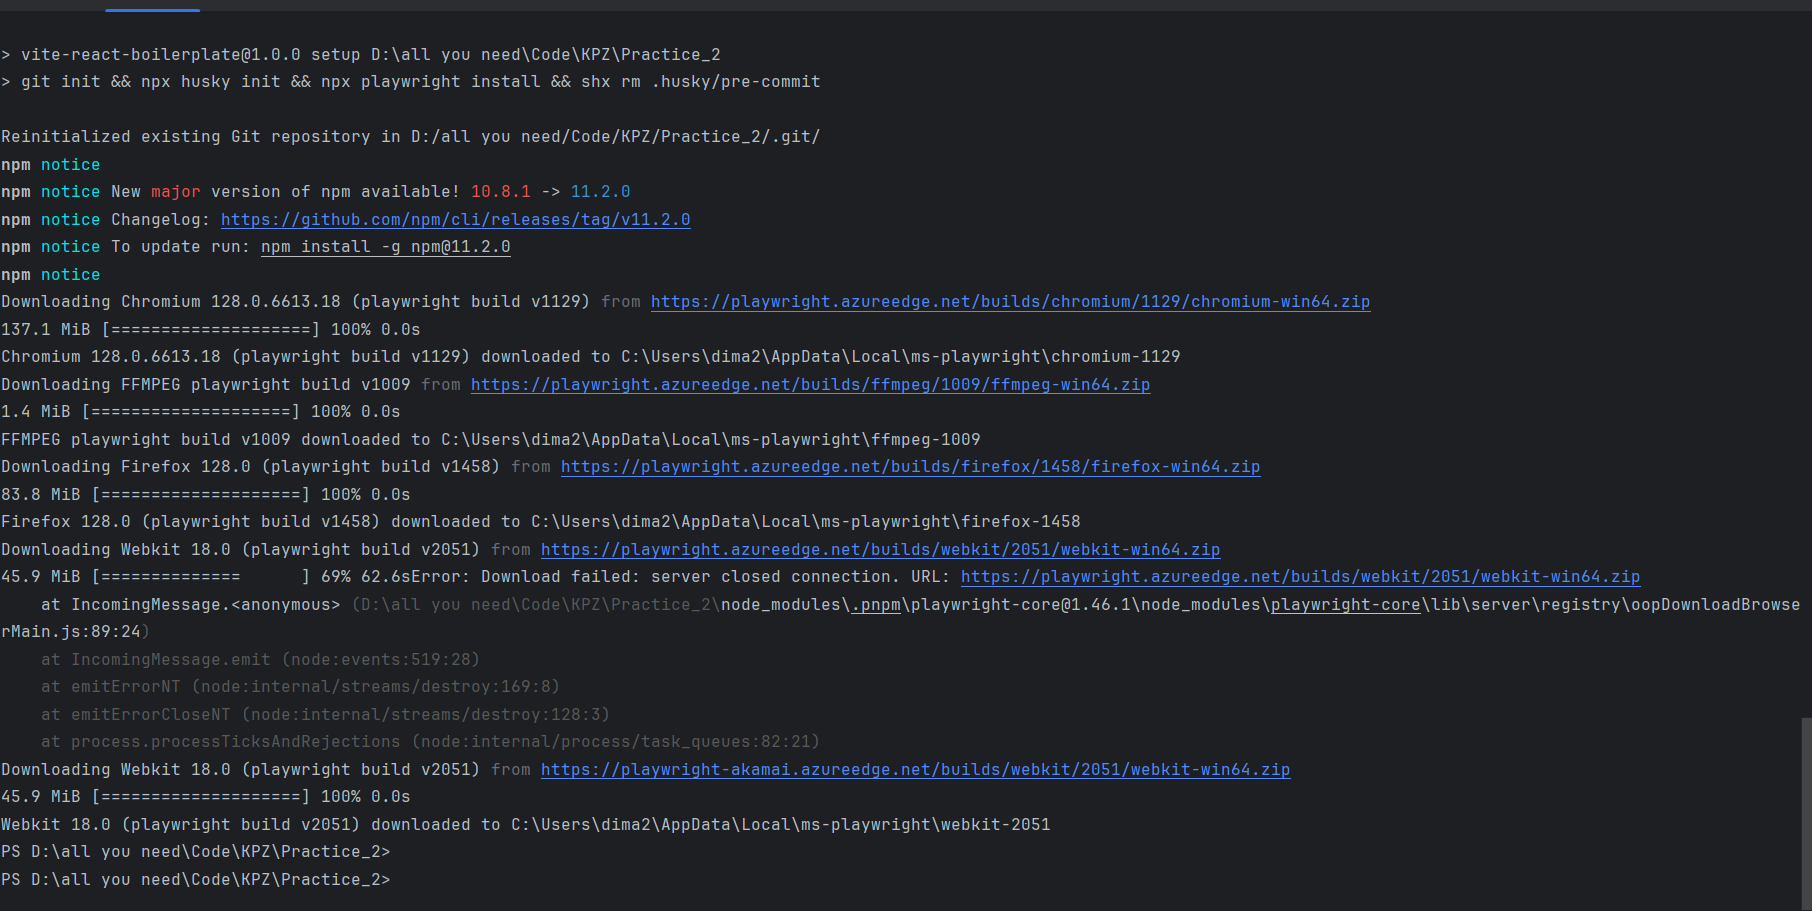 > vite-react-boilerplate@1.0.0 setup D:\all you need\Code\KPZ\Practice_2
> git init && npx husky init && npx playwright install && shx rm .husky/pre-commit
Reinitialized existing Git repository in D:/all you need/Code/KPZ/Practice_2/.git/
npm notice
npm notice New major version of npm available! 10.8.1 -> 11.2.0
npm notice Changelog: https://github.com/npm/cli/releases/tag/v11.2.0
npm notice To update run: npm install -g npm@11.2.0
npm notice
Downloading Chromium 128.0.6613.18 (playwright build v1129) from https://playwright.azureedge.net/builds/chromium/1129/chromium-win64.zip
137.1 MiB [====================] 100% 0.0s
Chromium 128.0.6613.18 (playwright build v1129) downloaded to C:\Users\dima2\AppData\Local\ms-playwright\chromium-1129
Downloading FFMPEG playwright build v1009 from https://playwright.azureedge.net/builds/ffmpeg/1009/ffmpeg-win64.zip
1.4 MiB [====================] 100% 0.0s
FFMPEG playwright build v1009 downloaded to C:\Users\dima2\AppData\Local\ms-playwright\ffmpeg-1009
Downloading Firefox 128.0 (playwright build v1458) from https://playwright.azureedge.net/builds/firefox/1458/firefox-win64.zip
83.8 MiB [====================] 100% 0.0s
Firefox 128.0 (playwright build v1458) downloaded to C:\Users\dima2\AppData\Local\ms-playwright\firefox-1458
Downloading Webkit 18.0 (playwright build v2051) from https://playwright.azureedge.net/builds/webkit/2051/webkit-win64.zip
45.9 MiB [==============      ] 69% 62.6sError: Download failed: server closed connection. URL: https://playwright.azureedge.net/builds/webkit/2051/webkit-win64.zip
    at IncomingMessage.<anonymous> (D:\all you need\Code\KPZ\Practice_2\node_modules\.pnpm\playwright-core@1.46.1\node_modules\playwright-core\lib\server\registry\oopDownloadBrowse
rMain.js:89:24)
    at IncomingMessage.emit (node:events:519:28)
    at emitErrorNT (node:internal/streams/destroy:169:8)
    at emitErrorCloseNT (node:internal/streams/destroy:128:3)
    at process.processTicksAndRejections (node:internal/process/task_queues:82:21)
Downloading Webkit 18.0 (playwright build v2051) from https://playwright-akamai.azureedge.net/builds/webkit/2051/webkit-win64.zip
45.9 MiB [====================] 100% 0.0s
Webkit 18.0 (playwright build v2051) downloaded to C:\Users\dima2\AppData\Local\ms-playwright\webkit-2051
PS D:\all you need\Code\KPZ\Practice_2>
PS D:\all you need\Code\KPZ\Practice_2>